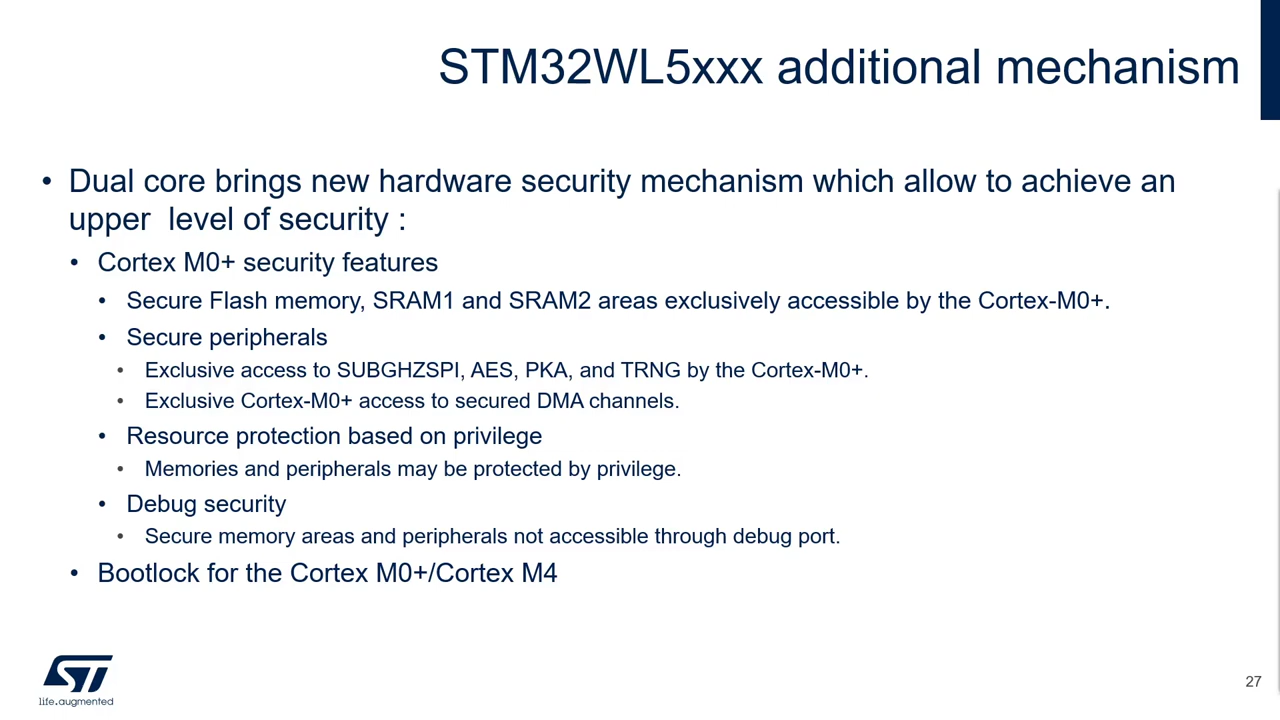 STM32WL5xxx additional mechanism
• Dual core brings new hardware security mechanism which allow to achieve an
upper level of security :
• Cortex M0+ security features
• Secure Flash memory, SRAM1 and SRAM2 areas exclusively accessible by the Cortex-M0+.
• Secure peripherals
• Exclusive access to SUBGHZSPI, AES, PKA, and TRNG by the Cortex-M0+.
• Exclusive Cortex-M0+ access to secured DMA channels.
• Resource protection based on privilege
• Memories and peripherals may be protected by privilege.
• Debug security
• Secure memory areas and peripherals not accessible through debug port.
• Bootlock for the Cortex M0+/Cortex M4
ST
life.augmented
27